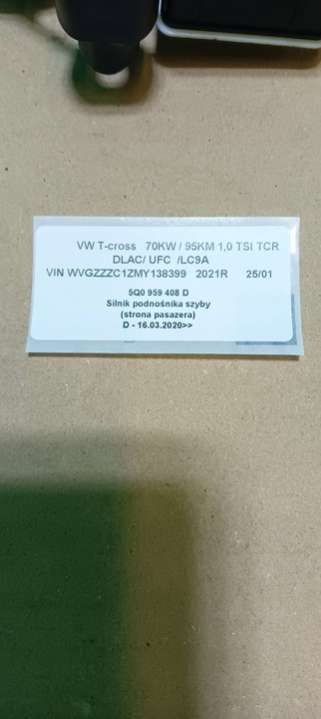 VW T-cross 70KW / 95KM 1,0 TSI TCR
DLAC/ UFC /LC9A
VIN WVGZZZC1ZMY138399 2021R 25/01
5Q0 959 408 D
Silnik podnośnika szyby
(strona pasazera)
D - 16.03.2020>>